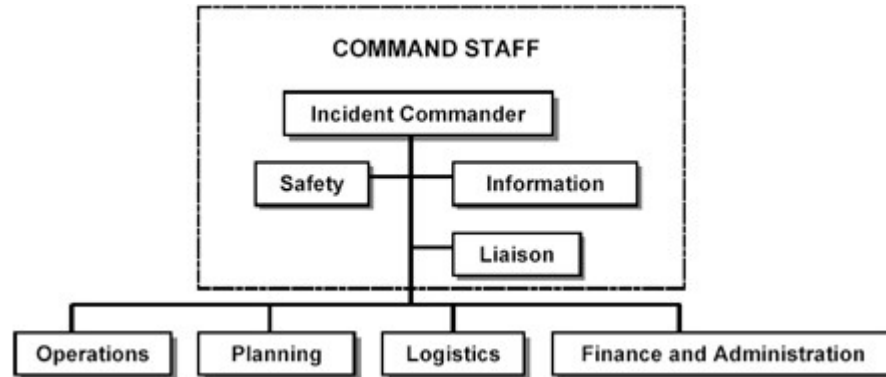 COMMAND STAFF
Incident Commander
Safety
Information
Liaison
Operations
Planning
Logistics
Finance and Administration